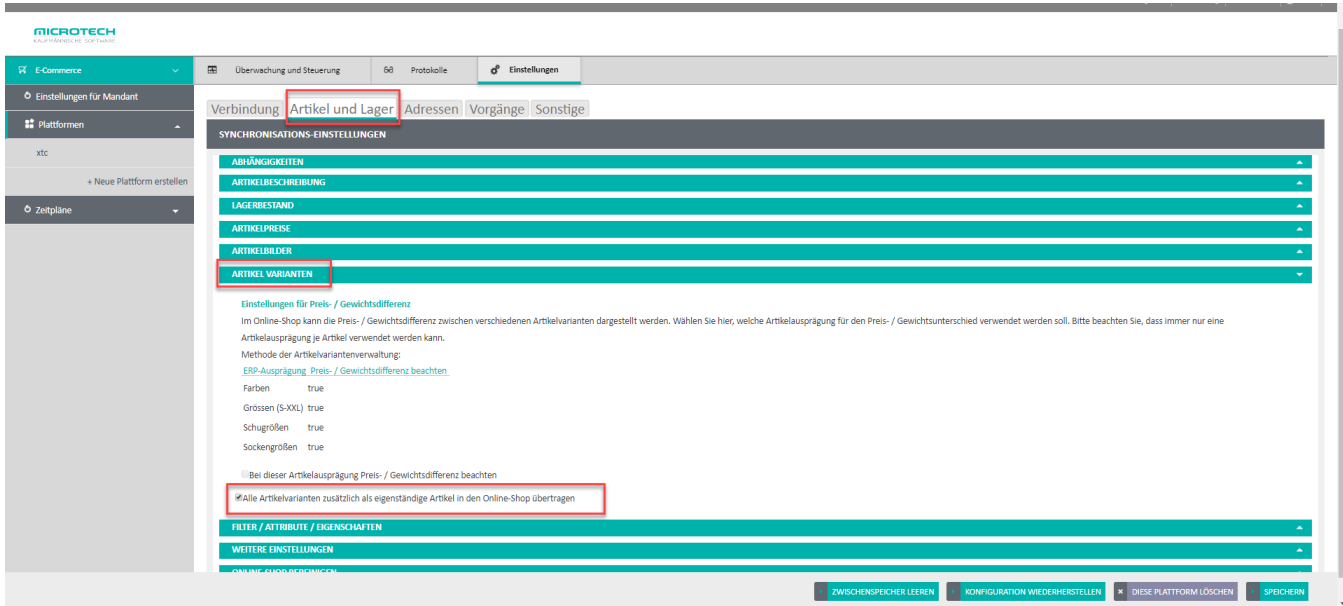 MICROTECH
KAUFMÄNNISCHE SOFTWARE
E-Commerce
Überwachung und Steuerung
Protokolle
Einstellungen
Einstellungen für Mandant
Plattformen
xtc
+ Neue Plattform erstellen
Zeitpläne
Verbindung Artikel und Lager Adressen Vorgänge Sonstige
SYNCHRONISATIONS-EINSTELLUNGEN
ABHÄNGIGKEITEN
ARTIKELBESCHREIBUNG
LAGERBESTAND
ARTIKELPREISE
ARTIKELBILDER
ARTIKEL VARIANTEN
Einstellungen für Preis- / Gewichtsdifferenz
Im Online-Shop kann die Preis- / Gewichtsdifferenz zwischen verschiedenen Artikelvarianten dargestellt werden. Wählen Sie hier, welche Artikelausprägung für den Preis- / Gewichtsunterschied verwendet werden soll. Bitte beachten Sie, dass immer nur eine
Artikelausprägung je Artikel verwendet werden kann.
Methode der Artikelvariantenverwaltung:
ERP-Ausprägung Preis- / Gewichtsdifferenz beachten
Farben true
Grössen (S-XXL) true
Schugrößen true
Sockengrößen true
Bei dieser Artikelausprägung Preis- / Gewichtsdifferenz beachten
Alle Artikelvarianten zusätzlich als eigenständige Artikel in den Online-Shop übertragen
FILTER / ATTRIBUTE / EIGENSCHAFTEN
WEITERE EINSTELLUNGEN
ONLINE-SHOP BEREINIGEN
ZWISCHENSPEICHER LEEREN
KONFIGURATION WIEDERHERSTELLEN
DIESE PLATTFORM LÖSCHEN
SPEICHERN